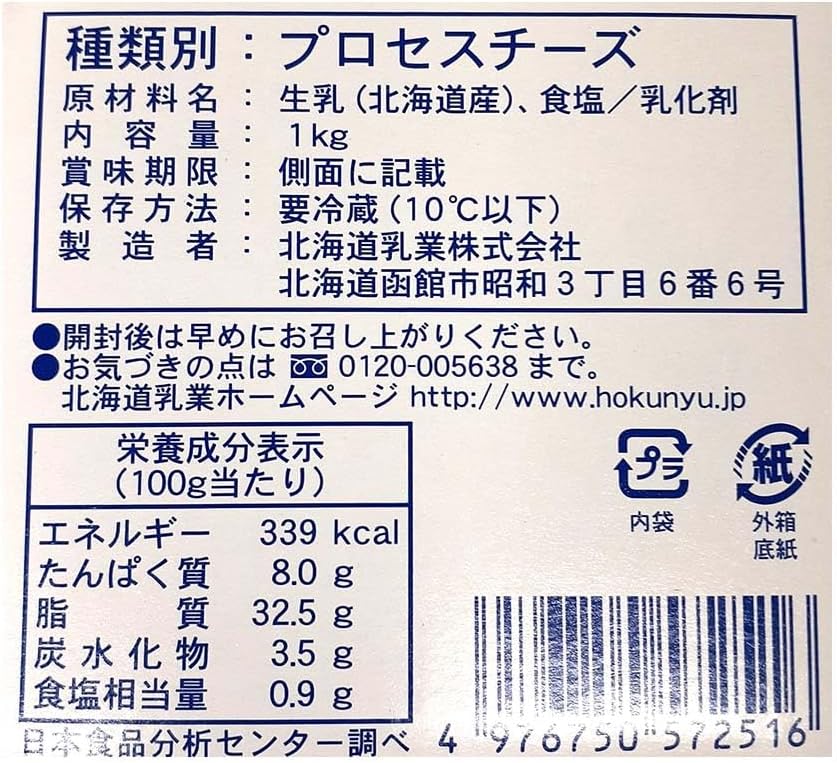 種類別：プロセスチーズ
原材料名：生乳（北海道産）、食塩／乳化剤
内容量：1kg
賞味期限：側面に記載
保存方法：要冷蔵（10℃以下）
製造者：北海道乳業株式会社
北海道函館市昭和3丁目6番6号
●開封後は早めにお召し上がりください。
●お気づきの点は 0120-005638 まで。
北海道乳業ホームページ http://www.hokunyu.jp
栄養成分表示
（100g当たり）
エネルギー 339 kcal
たんぱく質 8.0 g
脂質 32.5 g
炭水化物 3.5 g
食塩相当量 0.9 g
日本食品分析センター調べ
プラ
内袋
紙
外箱
底紙
4 976750 572516